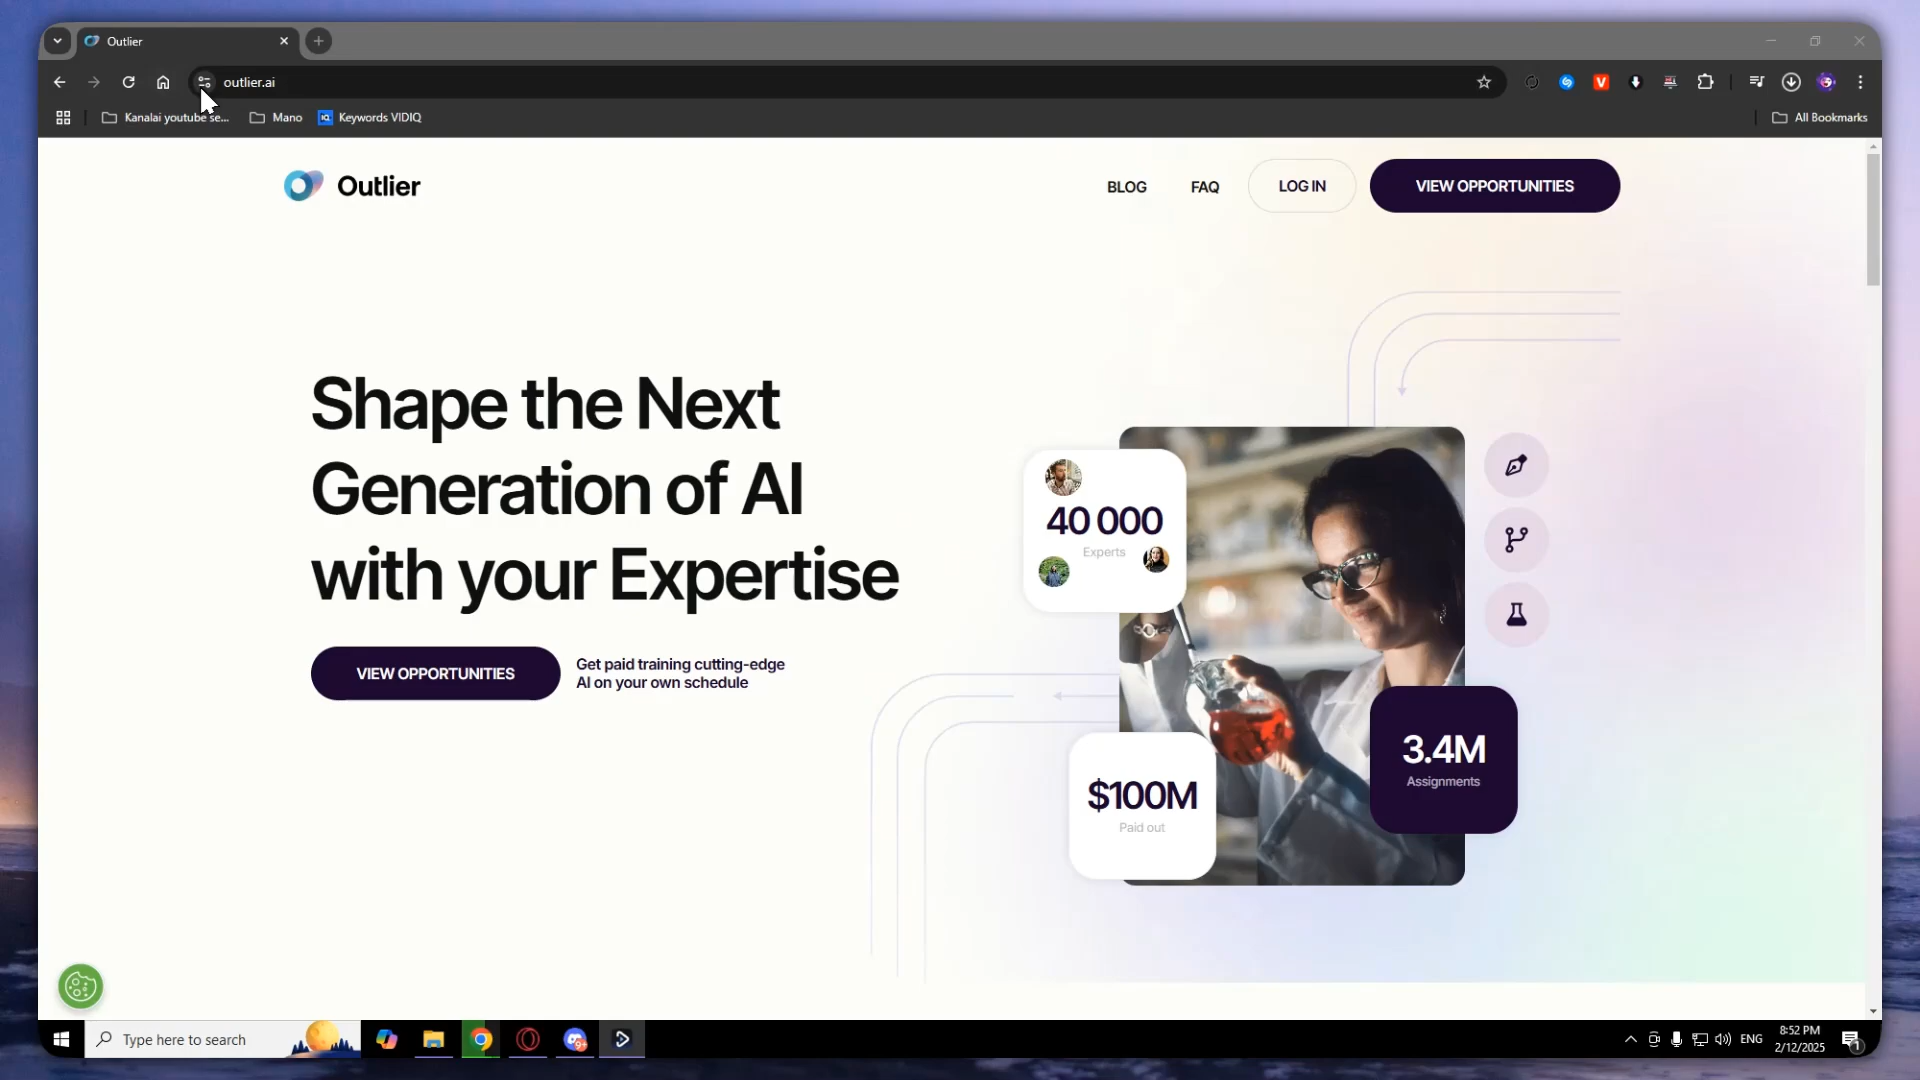 Outlier
outlier.ai
Kanalai youtube se...
Mano
Keywords VIDIQ
All Bookmarks
Outlier
BLOG
FAQ
LOG IN
VIEW OPPORTUNITIES
Shape the Next
Generation of AI
with your Expertise
VIEW OPPORTUNITIES
Get paid training cutting-edge
AI on your own schedule
40 000
Experts
$100M
Paid out
3.4M
Assignments
Type here to search
9+
ENG
8:52 PM
2/12/2025
1